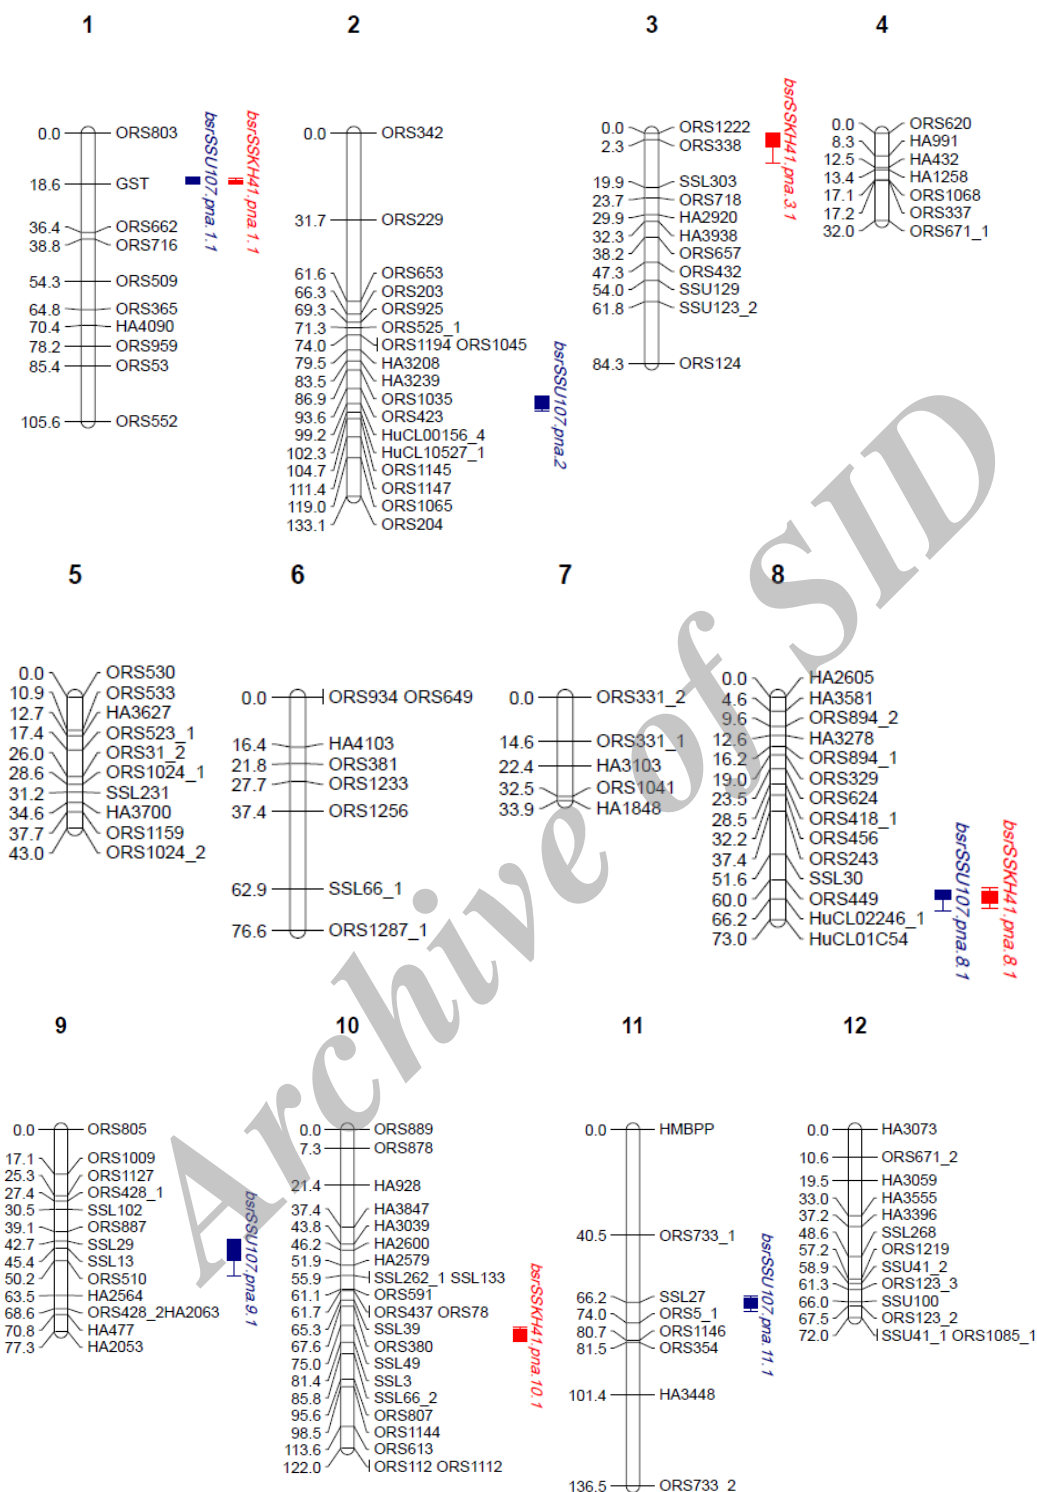 1
2
3
4
0.0 ORS803
18.6 GST
36.4 ORS662
38.8 ORS716
54.3 ORS509
64.8 ORS365
70.4 HA4090
78.2 ORS959
85.4 ORS53
105.6 ORS552
bsrSSU107.pna.1.1
bsrSSKH41.pna.1.1
0.0 ORS342
31.7 ORS229
61.6 ORS653
66.3 ORS203
69.3 ORS925
71.3 ORS525_1
74.0 ORS1194 ORS1045
79.5 HA3208
83.5 HA3239
86.9 ORS1035
93.6 ORS423
99.2 HuCL00156_4
102.3 HuCL10527_1
104.7 ORS1145
111.4 ORS1147
119.0 ORS1065
133.1 ORS204
bsrSSU107.pna.2
0.0 ORS1222
2.3 ORS338
19.9 SSL303
23.7 ORS718
29.9 HA2920
32.3 HA3938
38.2 ORS657
47.3 ORS432
54.0 SSU129
61.8 SSU123_2
84.3 ORS124
bsrSSKH41.pna.3.1
0.0 ORS620
8.3 HA991
12.5 HA432
13.4 HA1258
17.1 ORS1068
17.2 ORS337
32.0 ORS671_1
5
6
7
8
0.0 ORS530
10.9 ORS533
12.7 HA3627
17.4 ORS523_1
26.0 ORS31_2
28.6 ORS1024_1
31.2 SSL231
34.6 HA3700
37.7 ORS1159
43.0 ORS1024_2
0.0 ORS934 ORS649
16.4 HA4103
21.8 ORS381
27.7 ORS1233
37.4 ORS1256
62.9 SSL66_1
76.6 ORS1287_1
0.0 ORS331_2
14.6 ORS331_1
22.4 HA3103
32.5 ORS1041
33.9 HA1848
0.0 HA2605
4.6 HA3581
9.6 ORS894_2
12.6 HA3278
16.2 ORS894_1
19.0 ORS329
23.5 ORS624
28.5 ORS418_1
32.2 ORS456
37.4 ORS243
51.6 SSL30
60.0 ORS449
66.2 HuCL02246_1
73.0 HuCL01C54
bsrSSU107.pna.8.1
bsrSSKH41.pna.8.1
9
10
11
12
0.0 ORS805
17.1 ORS1009
25.3 ORS1127
27.4 ORS428_1
30.5 SSL102
39.1 ORS887
42.7 SSL29
45.4 SSL13
50.2 ORS510
63.5 HA2564
68.6 ORS428_2HA2063
70.8 HA477
77.3 HA2053
bsrSSU107.pna.9.1
0.0 ORS889
7.3 ORS878
21.4 HA928
37.4 HA3847
43.8 HA3039
46.2 HA2600
51.9 HA2579
55.9 SSL262_1 SSL133
61.1 ORS591
61.7 ORS437 ORS78
65.3 SSL39
67.6 ORS380
75.0 SSL49
81.4 SSL3
85.8 SSL66_2
95.6 ORS807
98.5 ORS1144
113.6 ORS613
122.0 ORS112 ORS1112
bsrSSKH41.pna.10.1
0.0 HMBPP
40.5 ORS733_1
66.2 SSL27
74.0 ORS5_1
80.7 ORS1146
81.5 ORS354
101.4 HA3448
136.5 ORS733_2
bsrSSU107.pna.11.1
0.0 HA3073
10.6 ORS671_2
19.5 HA3059
33.0 HA3555
37.2 HA3396
48.6 SSL268
57.2 ORS1219
58.9 SSU41_2
61.3 ORS123_3
66.0 SSU100
67.5 ORS123_2
72.0 SSU41_1 ORS1085_1
Archive of SID